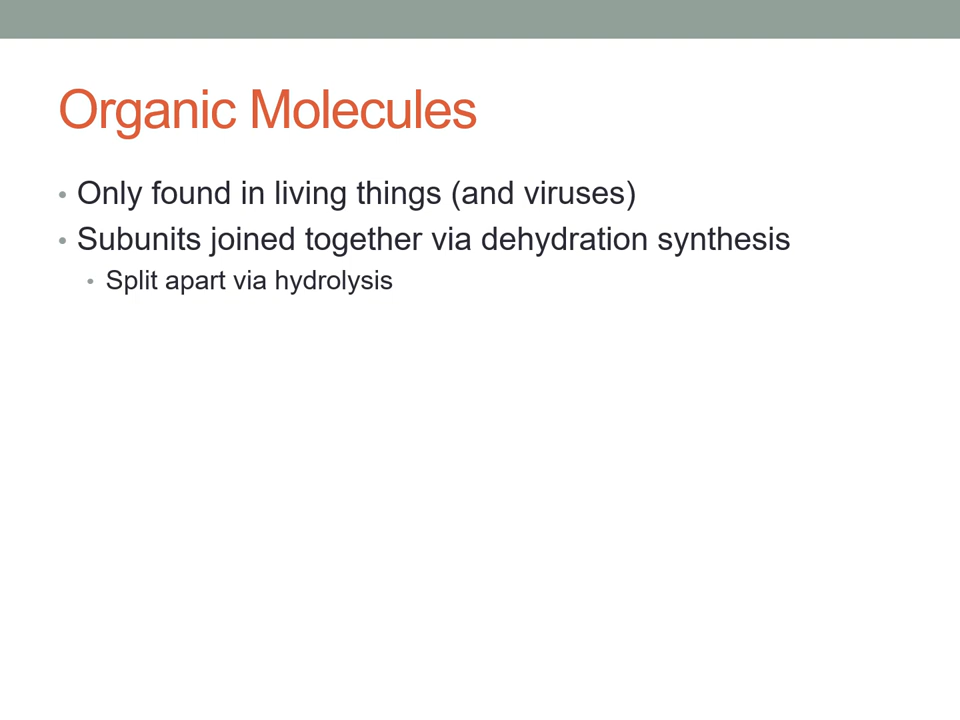 Organic Molecules
• Only found in living things (and viruses)
• Subunits joined together via dehydration synthesis
• Split apart via hydrolysis